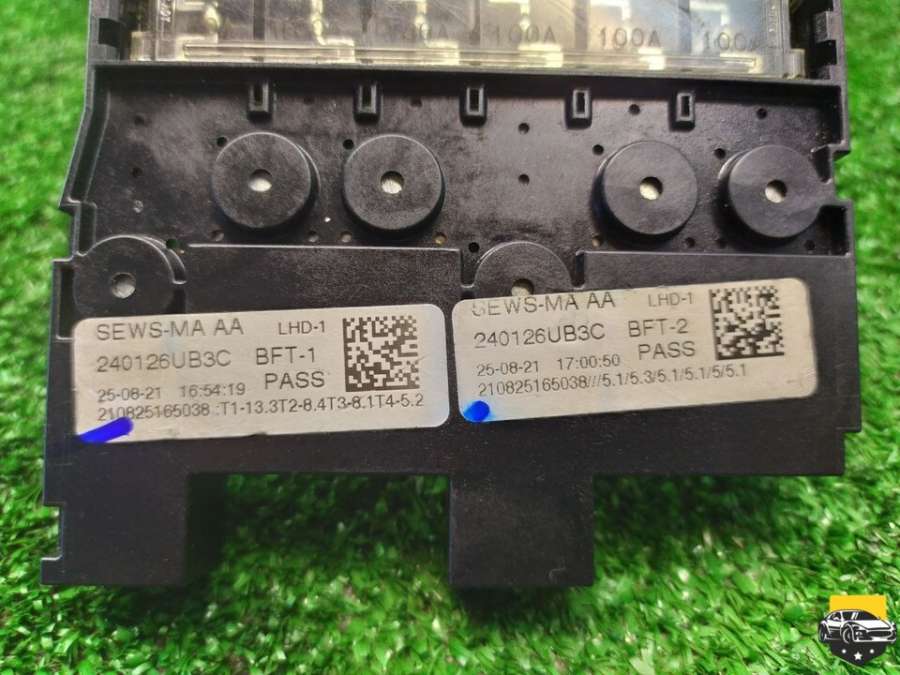 100A
100A
100A
100A
SEWS-MA AA LHD-1
240126UB3C BFT-1
25-08-21 16:54:19 PASS
210825165038 :T1-13.3T2-8.4T3-8.1T4-5.2
SEWS-MA AA LHD-1
240126UB3C BFT-2
25-08-21 17:00:50 PASS
210825165038///5.1/5.3/5.1/5.1/5/5.1